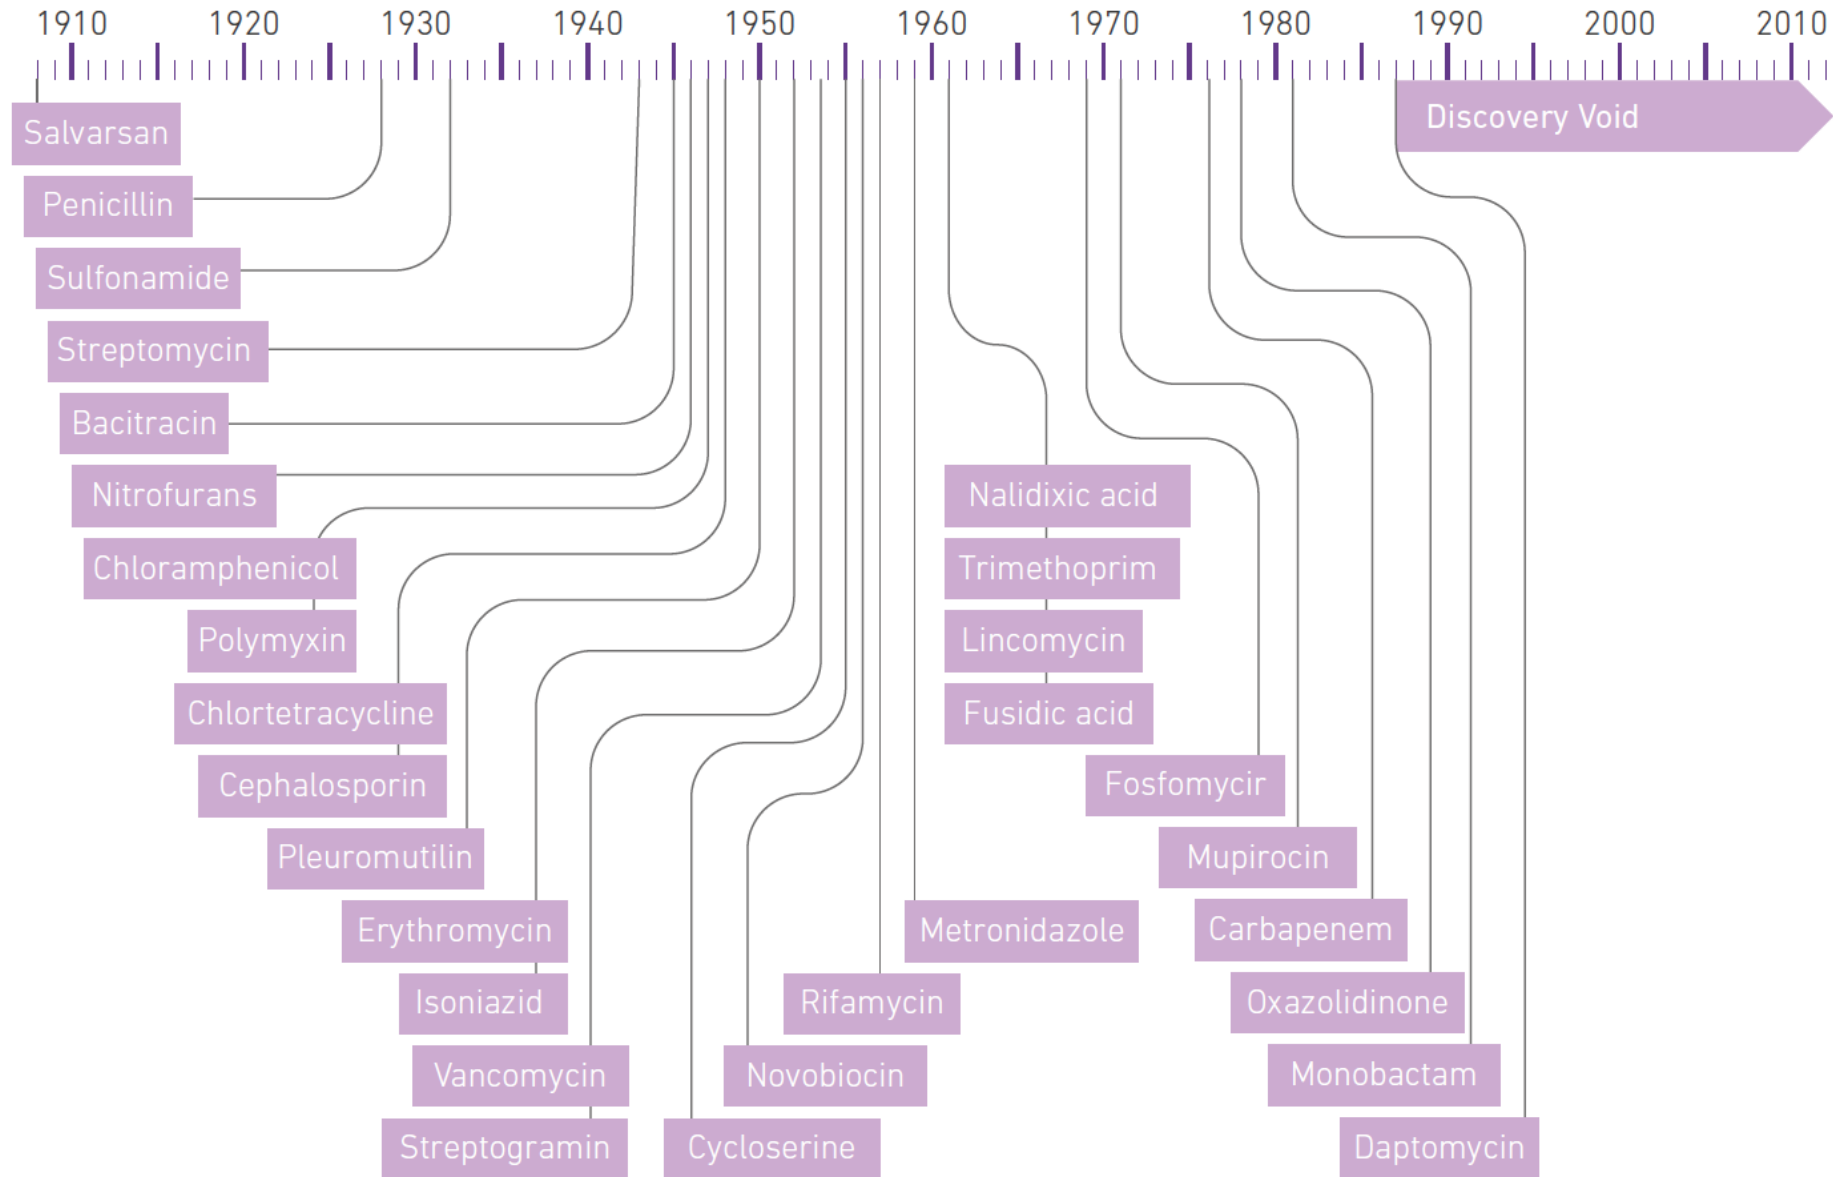 1910 1920 1930 1940 1950 1960 1970 1980 1990 2000 2010
Discovery Void
Salvarsan
Penicillin
Sulfonamide
Streptomycin
Bacitracin
Nitrofurans
Chloramphenicol
Polymyxin
Chlortetracycline
Cephalosporin
Pleuromutilin
Erythromycin
Isoniazid
Vancomycin
Streptogramin
Cycloserine
Novobiocin
Rifamycin
Metronidazole
Nalidixic acid
Trimethoprim
Lincomycin
Fusidic acid
Fosfomycir
Mupirocin
Carbapenem
Oxazolidinone
Monobactam
Daptomycin